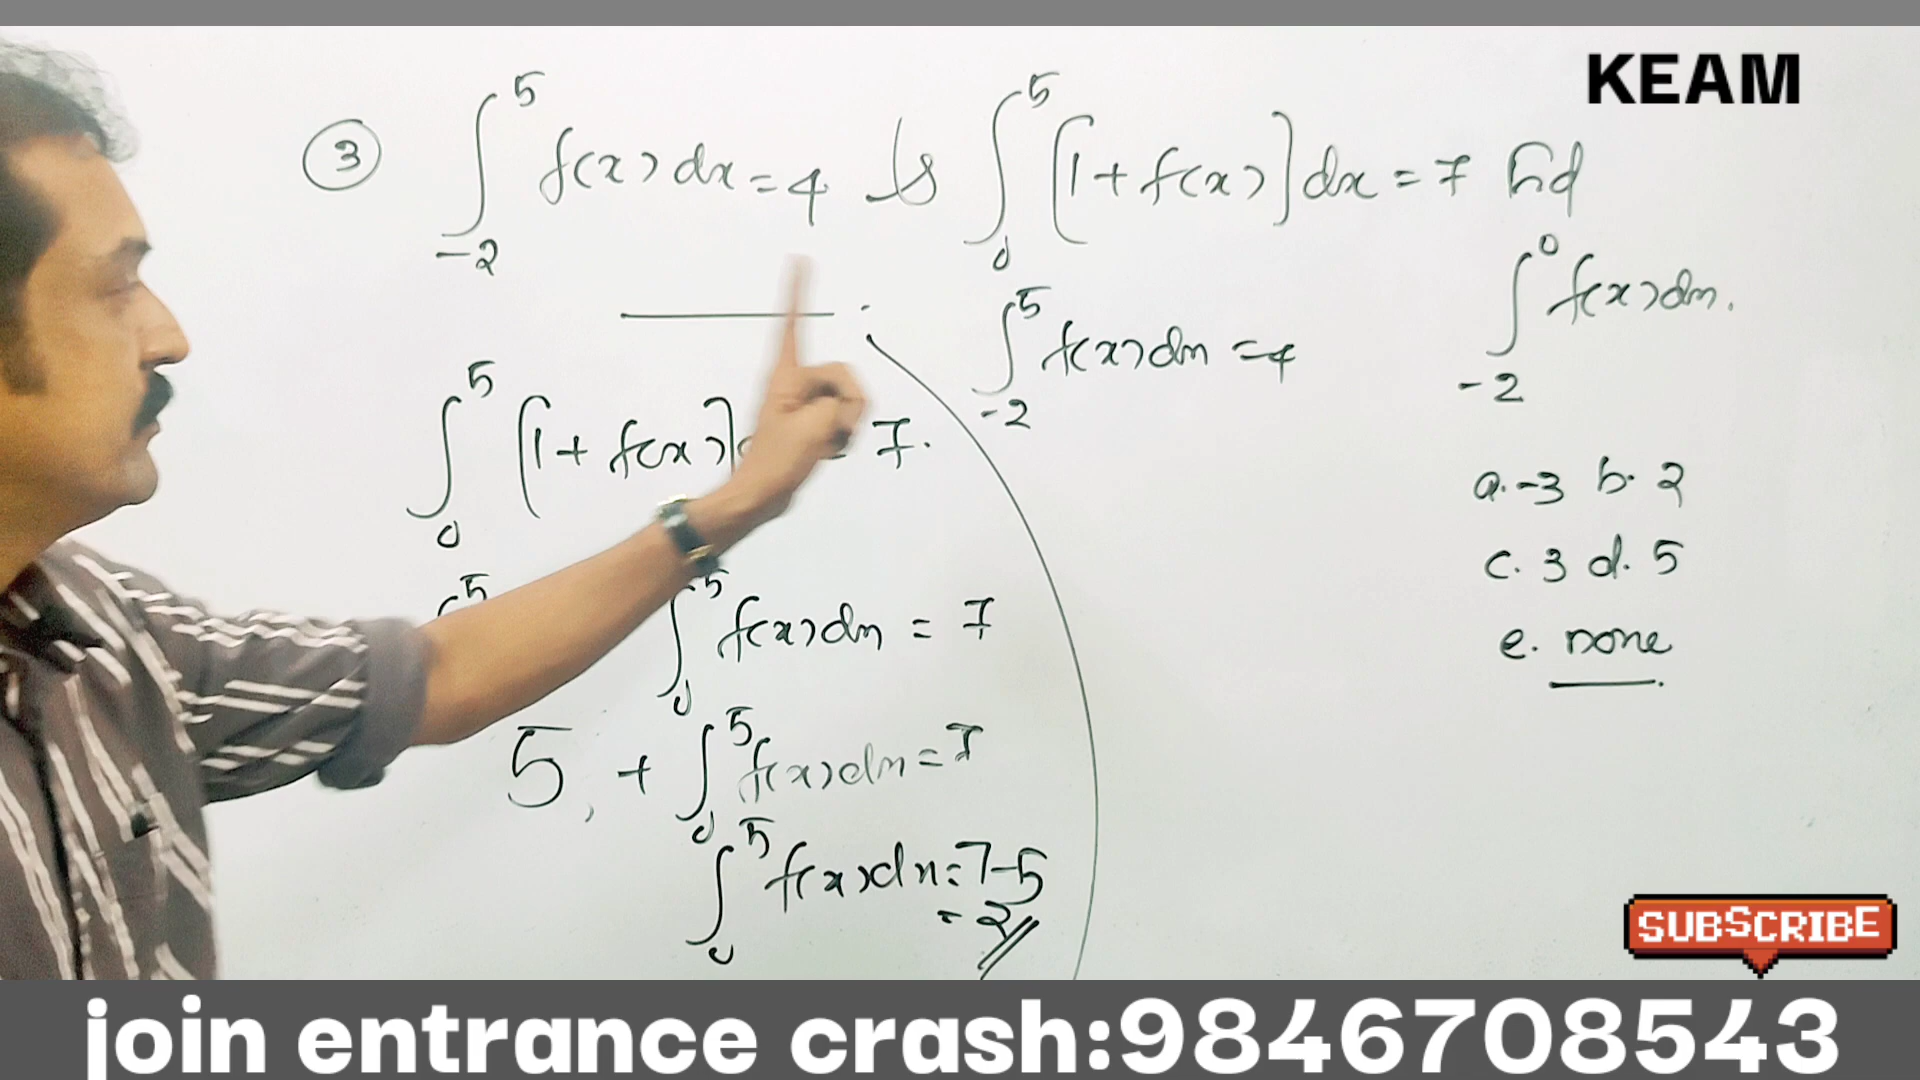 KEAM
③ ∫₋₂⁵ f(x) dx = 4 & ∫₀⁵ [1 + f(x)] dx = 7 find
∫₋₂⁰ f(x) dx.
∫₋₂⁵ f(x) dx = 4
a. -3 b. 2
c. 3 d. 5
e. none
∫₀⁵ [1 + f(x)] 7.
∫₀⁵ f(x) dx = 7
5 + ∫₀⁵ f(x) dx = 7
∫₀⁵ f(x) dx = 7-5
= 2
SUBSCRIBE
join entrance crash:9846708543